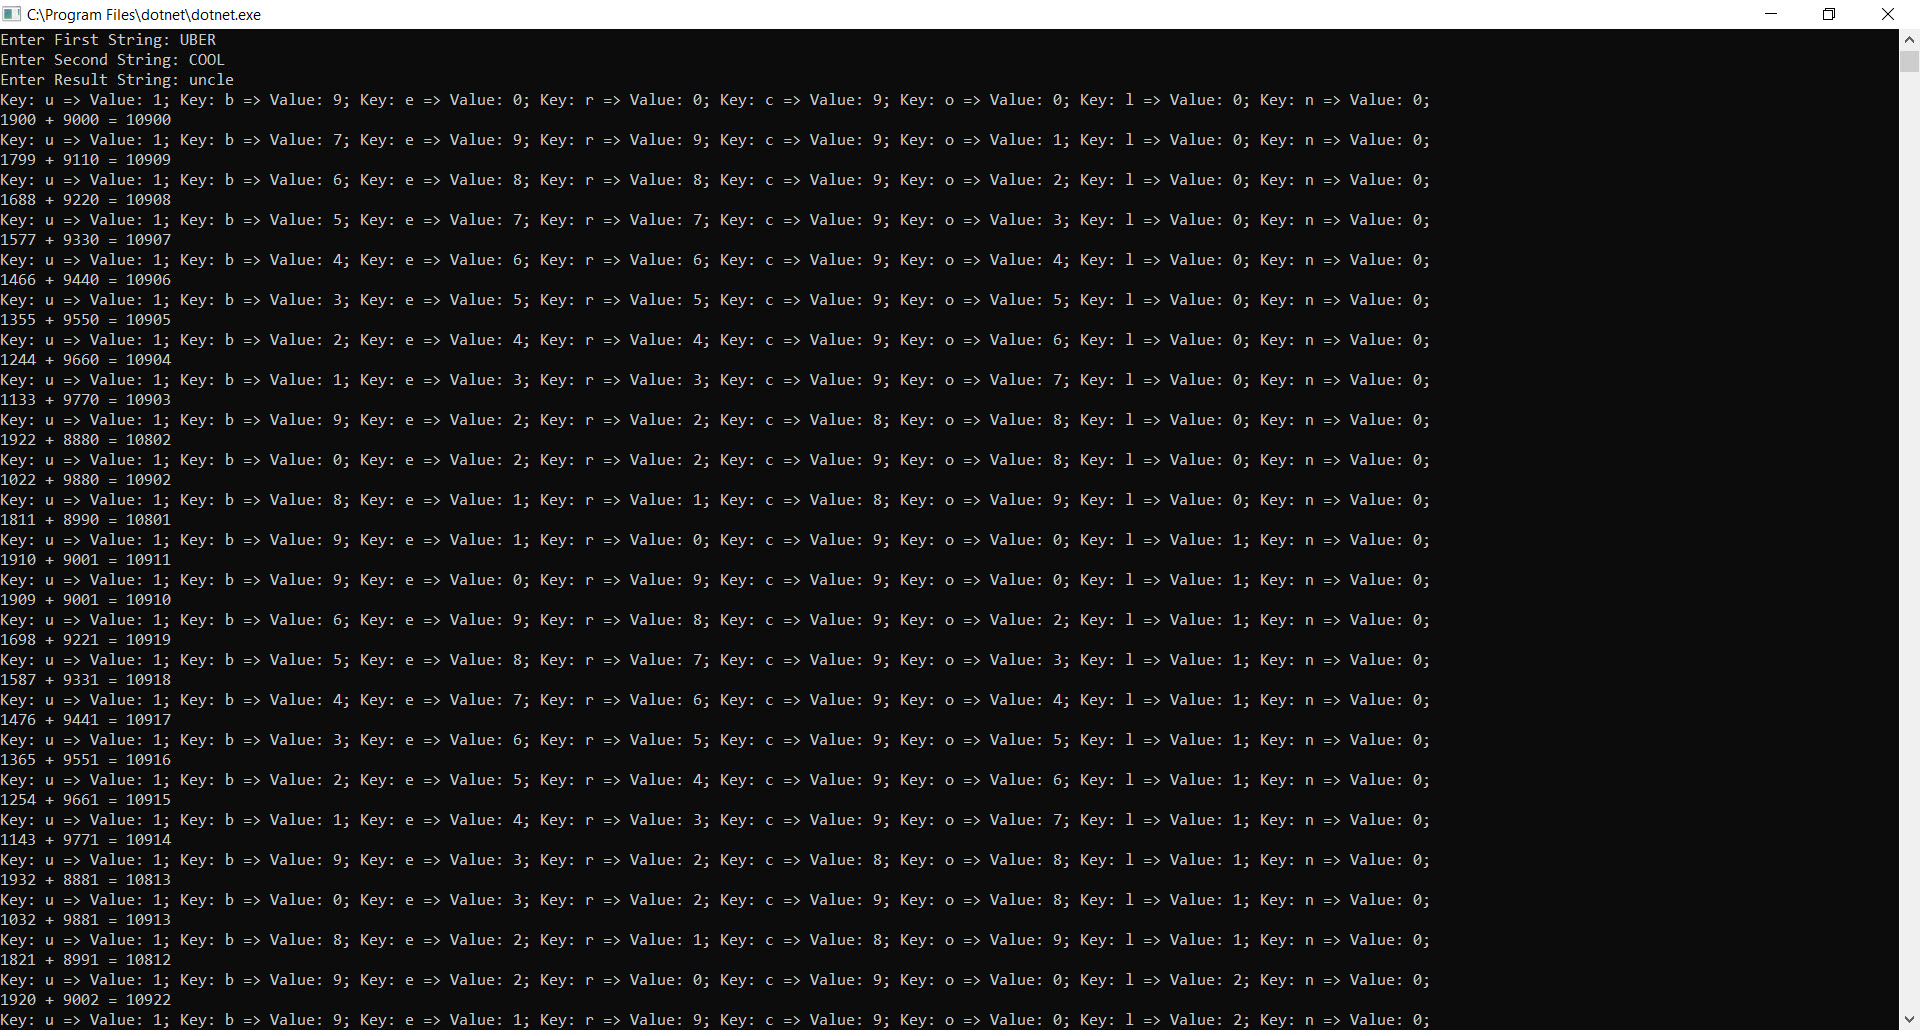 C:\Program Files\dotnet\dotnet.exe
Enter First String: UBER
Enter Second String: COOL
Enter Result String: uncle
Key: u => Value: 1; Key: b => Value: 9; Key: e => Value: 0; Key: r => Value: 0; Key: c => Value: 9; Key: o => Value: 0; Key: l => Value: 0; Key: n => Value: 0;
1900 + 9000 = 10900
Key: u => Value: 1; Key: b => Value: 7; Key: e => Value: 9; Key: r => Value: 9; Key: c => Value: 9; Key: o => Value: 1; Key: l => Value: 0; Key: n => Value: 0;
1799 + 9110 = 10909
Key: u => Value: 1; Key: b => Value: 6; Key: e => Value: 8; Key: r => Value: 8; Key: c => Value: 9; Key: o => Value: 2; Key: l => Value: 0; Key: n => Value: 0;
1688 + 9220 = 10908
Key: u => Value: 1; Key: b => Value: 5; Key: e => Value: 7; Key: r => Value: 7; Key: c => Value: 9; Key: o => Value: 3; Key: l => Value: 0; Key: n => Value: 0;
1577 + 9330 = 10907
Key: u => Value: 1; Key: b => Value: 4; Key: e => Value: 6; Key: r => Value: 6; Key: c => Value: 9; Key: o => Value: 4; Key: l => Value: 0; Key: n => Value: 0;
1466 + 9440 = 10906
Key: u => Value: 1; Key: b => Value: 3; Key: e => Value: 5; Key: r => Value: 5; Key: c => Value: 9; Key: o => Value: 5; Key: l => Value: 0; Key: n => Value: 0;
1355 + 9550 = 10905
Key: u => Value: 1; Key: b => Value: 2; Key: e => Value: 4; Key: r => Value: 4; Key: c => Value: 9; Key: o => Value: 6; Key: l => Value: 0; Key: n => Value: 0;
1244 + 9660 = 10904
Key: u => Value: 1; Key: b => Value: 1; Key: e => Value: 3; Key: r => Value: 3; Key: c => Value: 9; Key: o => Value: 7; Key: l => Value: 0; Key: n => Value: 0;
1133 + 9770 = 10903
Key: u => Value: 1; Key: b => Value: 9; Key: e => Value: 2; Key: r => Value: 2; Key: c => Value: 8; Key: o => Value: 8; Key: l => Value: 0; Key: n => Value: 0;
1922 + 8880 = 10802
Key: u => Value: 1; Key: b => Value: 0; Key: e => Value: 2; Key: r => Value: 2; Key: c => Value: 9; Key: o => Value: 8; Key: l => Value: 0; Key: n => Value: 0;
1022 + 9880 = 10902
Key: u => Value: 1; Key: b => Value: 8; Key: e => Value: 1; Key: r => Value: 1; Key: c => Value: 8; Key: o => Value: 9; Key: l => Value: 0; Key: n => Value: 0;
1811 + 8990 = 10801
Key: u => Value: 1; Key: b => Value: 9; Key: e => Value: 1; Key: r => Value: 0; Key: c => Value: 9; Key: o => Value: 0; Key: l => Value: 1; Key: n => Value: 0;
1910 + 9001 = 10911
Key: u => Value: 1; Key: b => Value: 9; Key: e => Value: 0; Key: r => Value: 9; Key: c => Value: 9; Key: o => Value: 0; Key: l => Value: 1; Key: n => Value: 0;
1909 + 9001 = 10910
Key: u => Value: 1; Key: b => Value: 6; Key: e => Value: 9; Key: r => Value: 8; Key: c => Value: 9; Key: o => Value: 2; Key: l => Value: 1; Key: n => Value: 0;
1698 + 9221 = 10919
Key: u => Value: 1; Key: b => Value: 5; Key: e => Value: 8; Key: r => Value: 7; Key: c => Value: 9; Key: o => Value: 3; Key: l => Value: 1; Key: n => Value: 0;
1587 + 9331 = 10918
Key: u => Value: 1; Key: b => Value: 4; Key: e => Value: 7; Key: r => Value: 6; Key: c => Value: 9; Key: o => Value: 4; Key: l => Value: 1; Key: n => Value: 0;
1476 + 9441 = 10917
Key: u => Value: 1; Key: b => Value: 3; Key: e => Value: 6; Key: r => Value: 5; Key: c => Value: 9; Key: o => Value: 5; Key: l => Value: 1; Key: n => Value: 0;
1365 + 9551 = 10916
Key: u => Value: 1; Key: b => Value: 2; Key: e => Value: 5; Key: r => Value: 4; Key: c => Value: 9; Key: o => Value: 6; Key: l => Value: 1; Key: n => Value: 0;
1254 + 9661 = 10915
Key: u => Value: 1; Key: b => Value: 1; Key: e => Value: 4; Key: r => Value: 3; Key: c => Value: 9; Key: o => Value: 7; Key: l => Value: 1; Key: n => Value: 0;
1143 + 9771 = 10914
Key: u => Value: 1; Key: b => Value: 9; Key: e => Value: 3; Key: r => Value: 2; Key: c => Value: 8; Key: o => Value: 8; Key: l => Value: 1; Key: n => Value: 0;
1932 + 8881 = 10813
Key: u => Value: 1; Key: b => Value: 0; Key: e => Value: 3; Key: r => Value: 2; Key: c => Value: 9; Key: o => Value: 8; Key: l => Value: 1; Key: n => Value: 0;
1032 + 9881 = 10913
Key: u => Value: 1; Key: b => Value: 8; Key: e => Value: 2; Key: r => Value: 1; Key: c => Value: 8; Key: o => Value: 9; Key: l => Value: 1; Key: n => Value: 0;
1821 + 8991 = 10812
Key: u => Value: 1; Key: b => Value: 9; Key: e => Value: 2; Key: r => Value: 0; Key: c => Value: 9; Key: o => Value: 0; Key: l => Value: 2; Key: n => Value: 0;
1920 + 9002 = 10922
Key: u => Value: 1; Key: b => Value: 9; Key: e => Value: 1; Key: r => Value: 9; Key: c => Value: 9; Key: o => Value: 0; Key: l => Value: 2; Key: n => Value: 0;